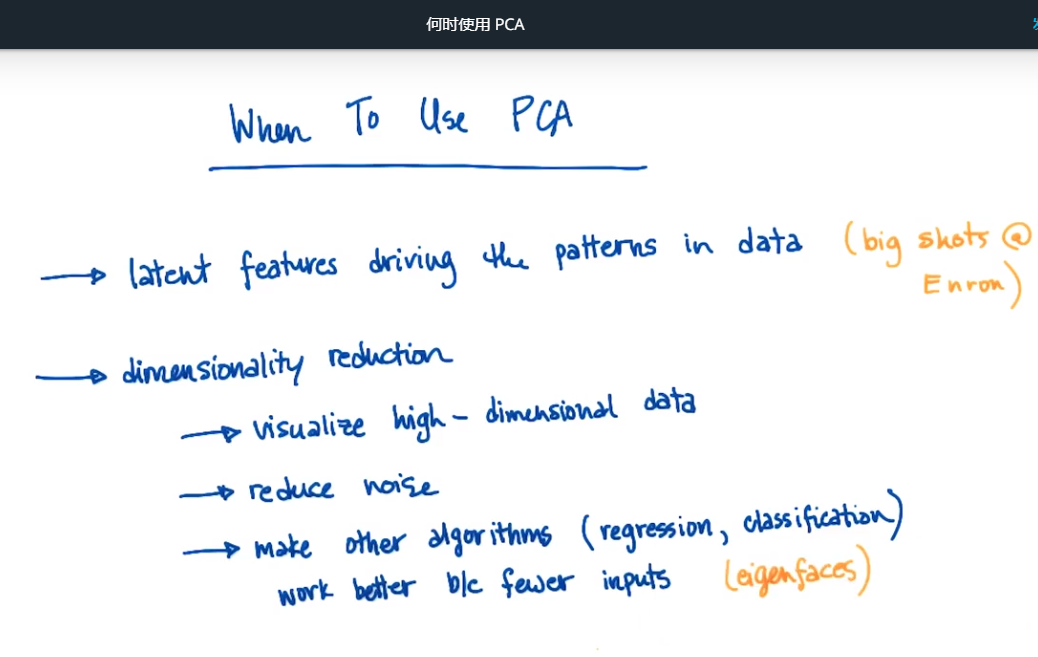 何时使用 PCA
When To Use PCA
→ latent features driving the patterns in data (big shots @
Enron)
→ dimensionality reduction
→ visualize high-dimensional data
→ reduce noise
→ make other algorithms (regression, classification)
work better b/c fewer inputs (eigenfaces)